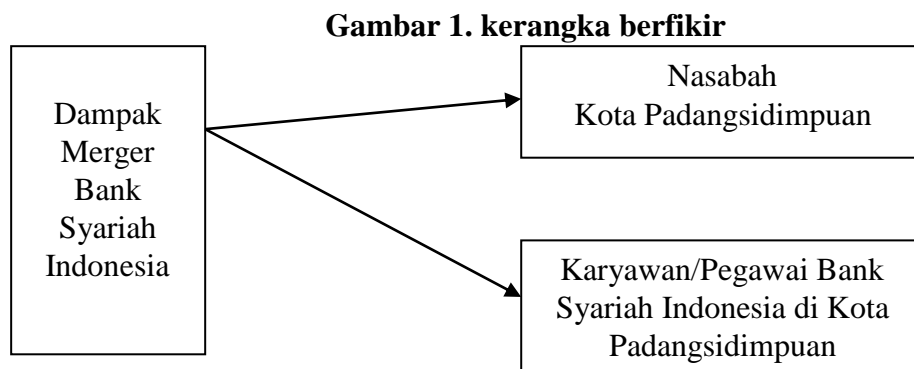 Gambar 1. kerangka berfikir
Dampak
Merger
Bank
Syariah
Indonesia
Nasabah
Kota Padangsidimpuan
Karyawan/Pegawai Bank
Syariah Indonesia di Kota
Padangsidimpuan